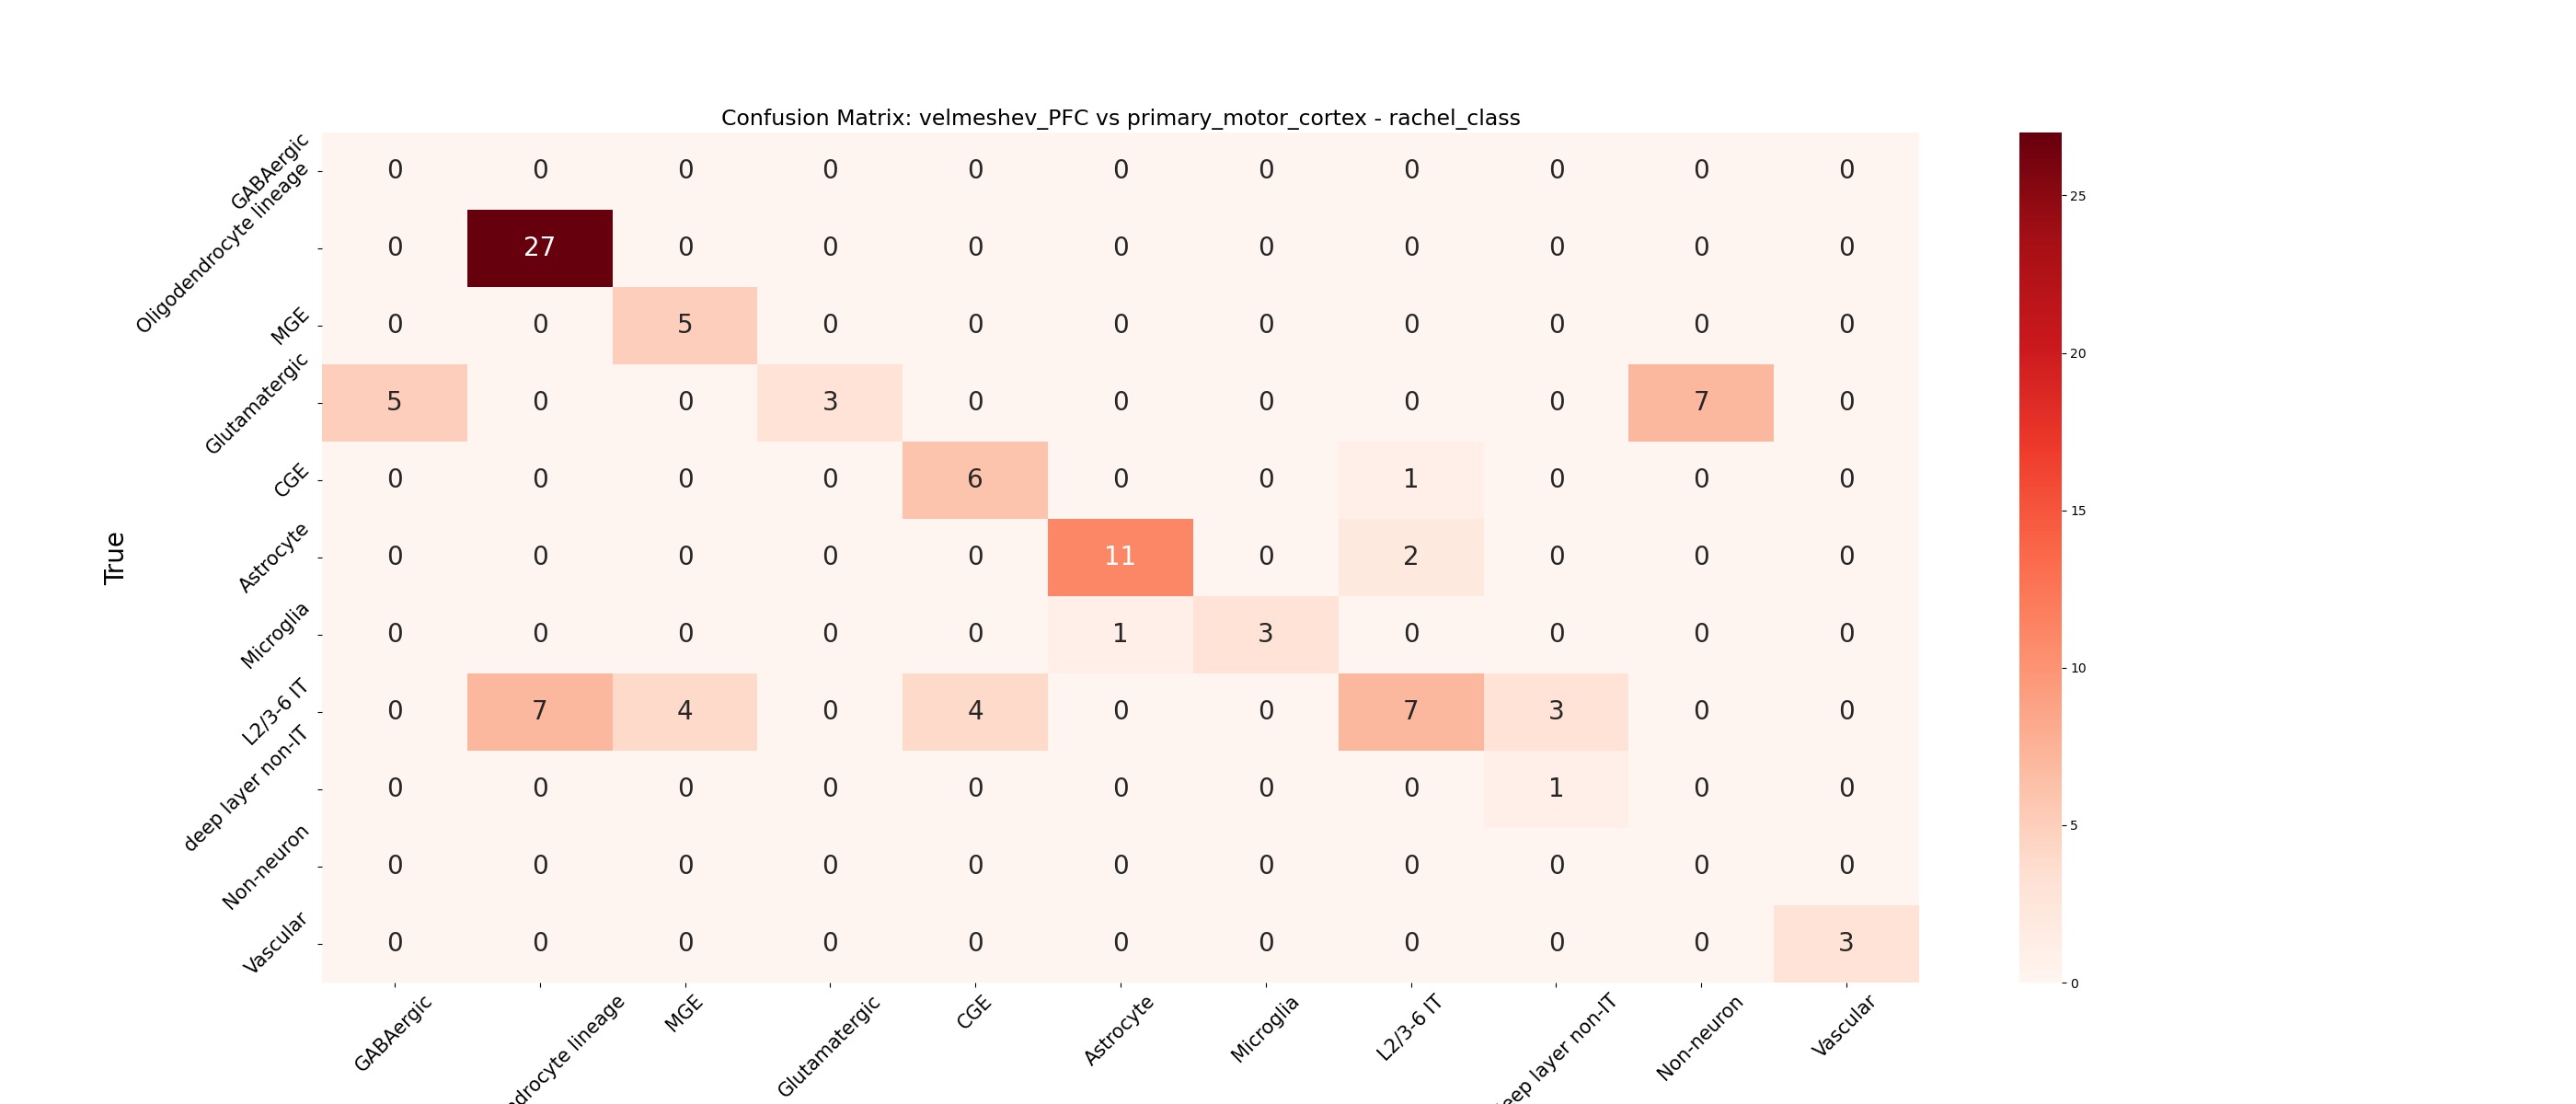 Confusion Matrix: velmeshev_PFC vs primary_motor_cortex - rachel_class
True
GABAergic 0 0 0 0 0 0 0 0 0 0 0
Oligodendrocyte lineage 0 27 0 0 0 0 0 0 0 0 0
MGE 0 0 5 0 0 0 0 0 0 0 0
Glutamatergic 5 0 0 3 0 0 0 0 0 7 0
CGE 0 0 0 0 6 0 0 1 0 0 0
Astrocyte 0 0 0 0 0 11 0 2 0 0 0
Microglia 0 0 0 0 0 1 3 0 0 0 0
L2/3-6 IT 0 7 4 0 4 0 0 7 3 0 0
deep layer non-IT 0 0 0 0 0 0 0 0 1 0 0
Non-neuron 0 0 0 0 0 0 0 0 0 0 0
Vascular 0 0 0 0 0 0 0 0 0 0 3
GABAergic ndrocyte lineage MGE Glutamatergic CGE Astrocyte Microglia L2/3-6 IT eep layer non-IT Non-neuron Vascular
25
20
15
10
5
0